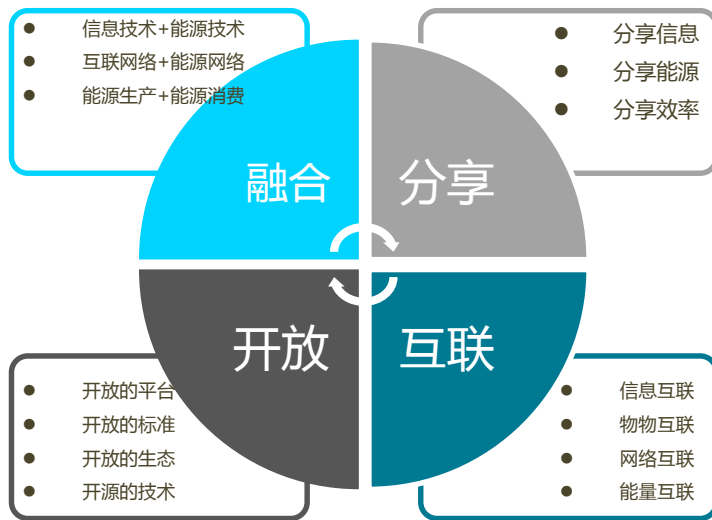 信息技术+能源技术
互联网络+能源网络
能源生产+能源消费
分享信息
分享能源
分享效率
融合
分享
开放
互联
开放的平台
开放的标准
开放的生态
开源的技术
信息互联
物物互联
网络互联
能量互联